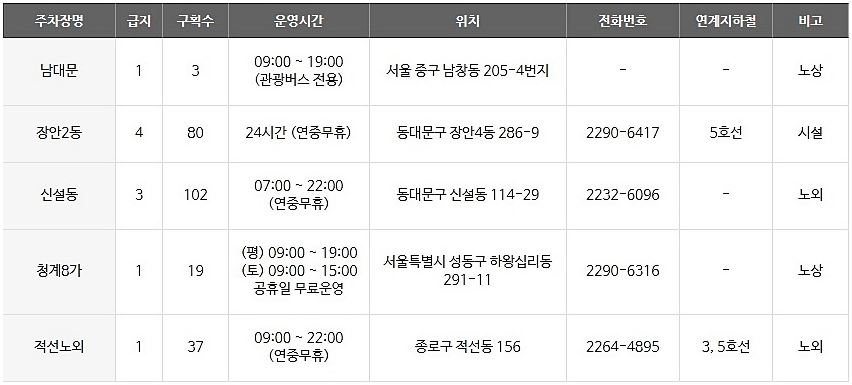 주차장명 급지 구획수 운영시간 위치 전화번호 연계지하철 비고
남대문 1 3 09:00 ~ 19:00 (관광버스 전용) 서울 중구 남창동 205-4번지 - - 노상
장안2동 4 80 24시간 (연중무휴) 동대문구 장안4동 286-9 2290-6417 5호선 시설
신설동 3 102 07:00 ~ 22:00 (연중무휴) 동대문구 신설동 114-29 2232-6096 - 노외
청계8가 1 19 (평) 09:00 ~ 19:00 (토) 09:00 ~ 15:00 공휴일 무료운영 서울특별시 성동구 하왕십리동 291-11 2290-6316 - 노상
적선노외 1 37 09:00 ~ 22:00 (연중무휴) 종로구 적선동 156 2264-4895 3, 5호선 노외